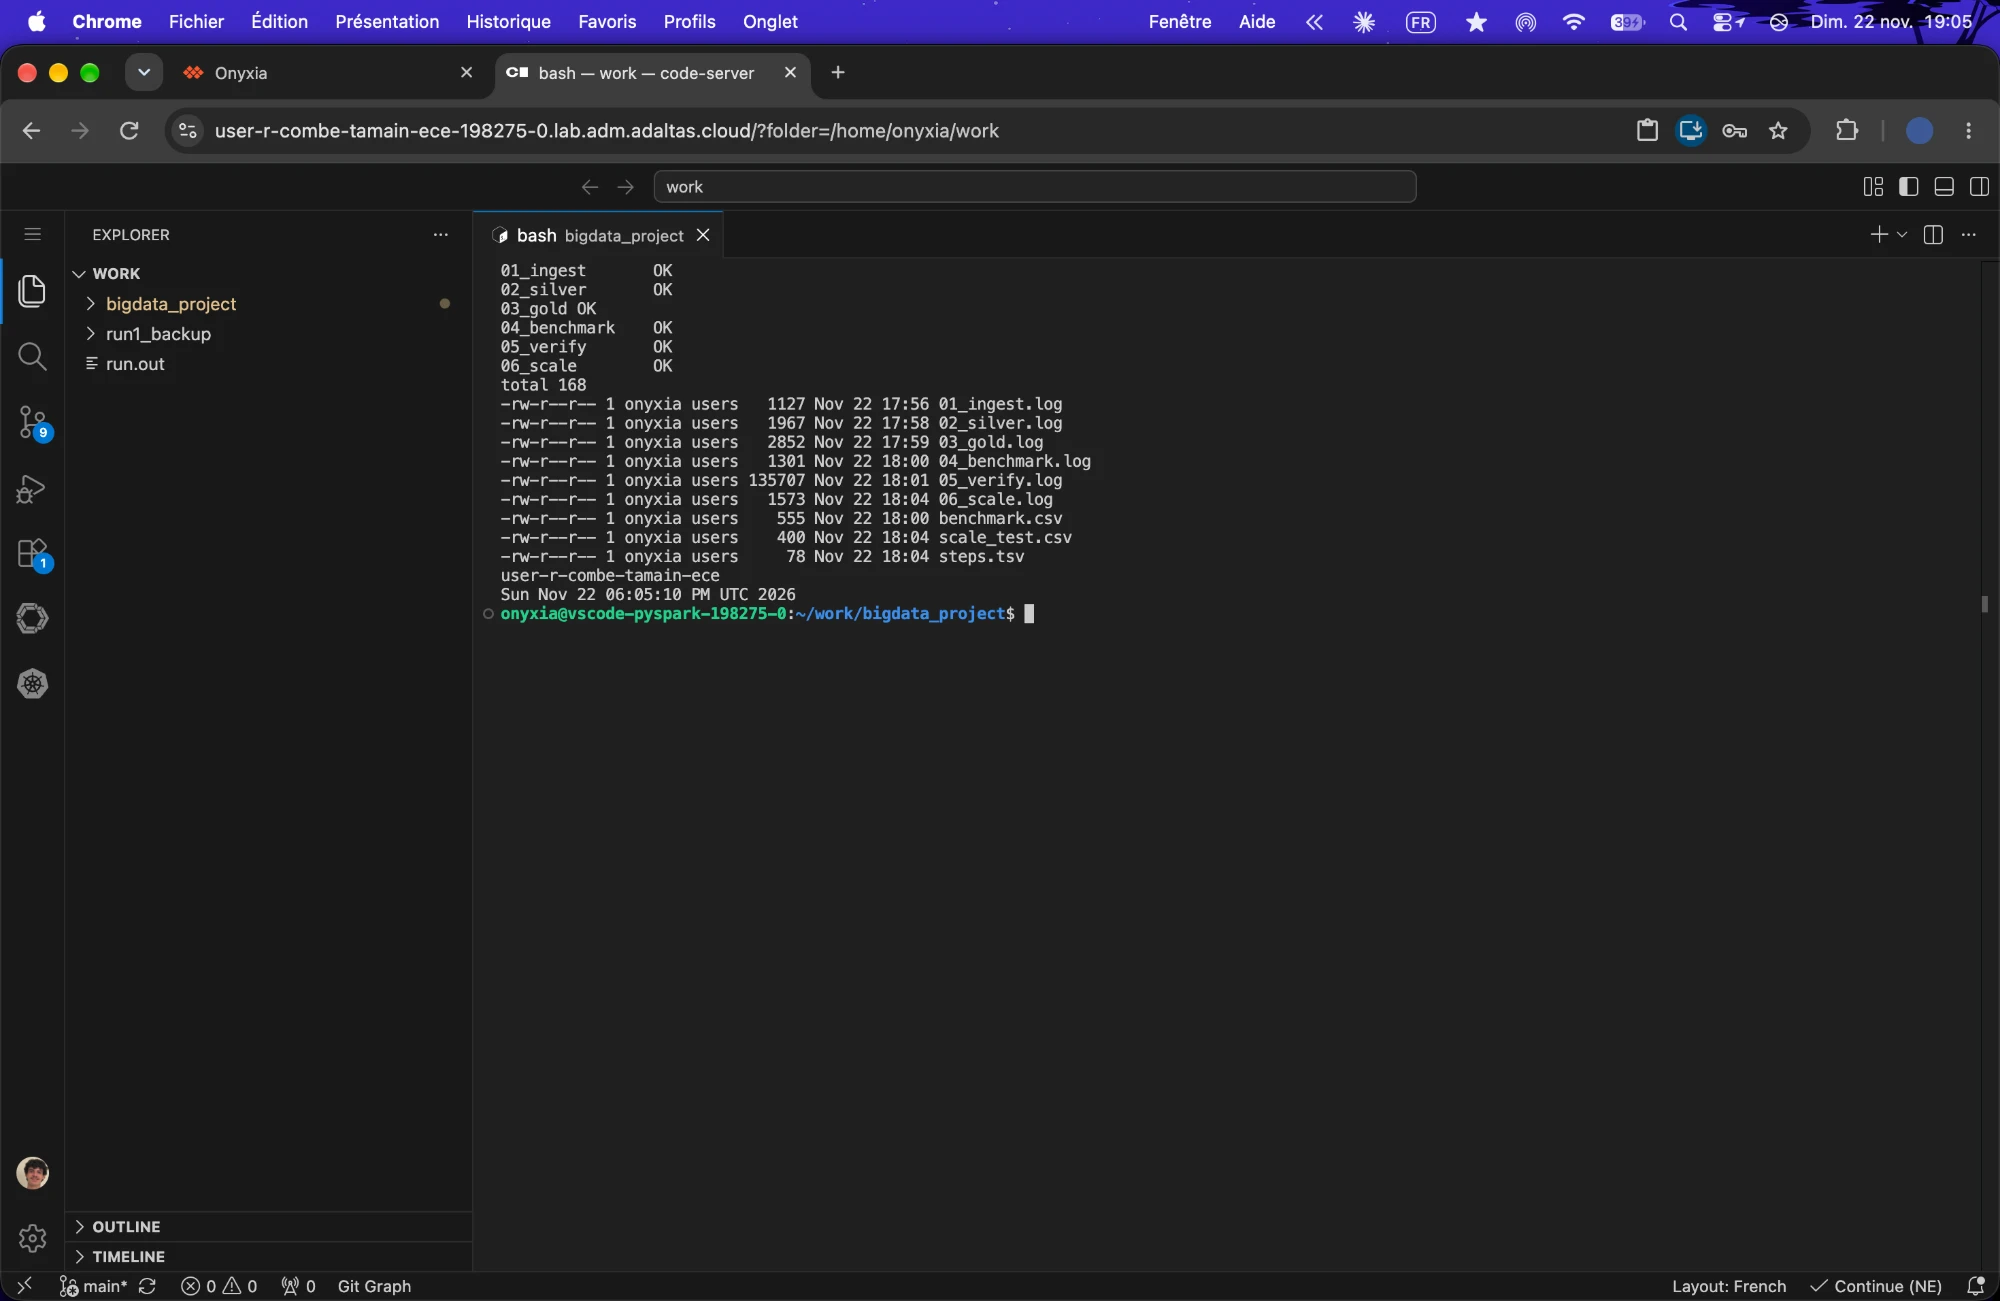 Chrome Fichier Édition Présentation Historique Favoris Profils Onglet Fenêtre Aide FR 39 Dim. 22 nov. 19:05
Onyxia bash — work — code-server
user-r-combe-tamain-ece-198275-0.lab.adm.adaltas.cloud/?folder=/home/onyxia/work
work
EXPLORER
WORK
bigdata_project
run1_backup
run.out
9
1
OUTLINE
TIMELINE
bash bigdata_project
01_ingest OK
02_silver OK
03_gold OK
04_benchmark OK
05_verify OK
06_scale OK
total 168
-rw-r--r-- 1 onyxia users 1127 Nov 22 17:56 01_ingest.log
-rw-r--r-- 1 onyxia users 1967 Nov 22 17:58 02_silver.log
-rw-r--r-- 1 onyxia users 2852 Nov 22 17:59 03_gold.log
-rw-r--r-- 1 onyxia users 1301 Nov 22 18:00 04_benchmark.log
-rw-r--r-- 1 onyxia users 135707 Nov 22 18:01 05_verify.log
-rw-r--r-- 1 onyxia users 1573 Nov 22 18:04 06_scale.log
-rw-r--r-- 1 onyxia users 555 Nov 22 18:00 benchmark.csv
-rw-r--r-- 1 onyxia users 400 Nov 22 18:04 scale_test.csv
-rw-r--r-- 1 onyxia users 78 Nov 22 18:04 steps.tsv
user-r-combe-tamain-ece
Sun Nov 22 06:05:10 PM UTC 2026
onyxia@vscode-pyspark-198275-0:~/work/bigdata_project$
main* 0 0 0 Git Graph Layout: French Continue (NE)